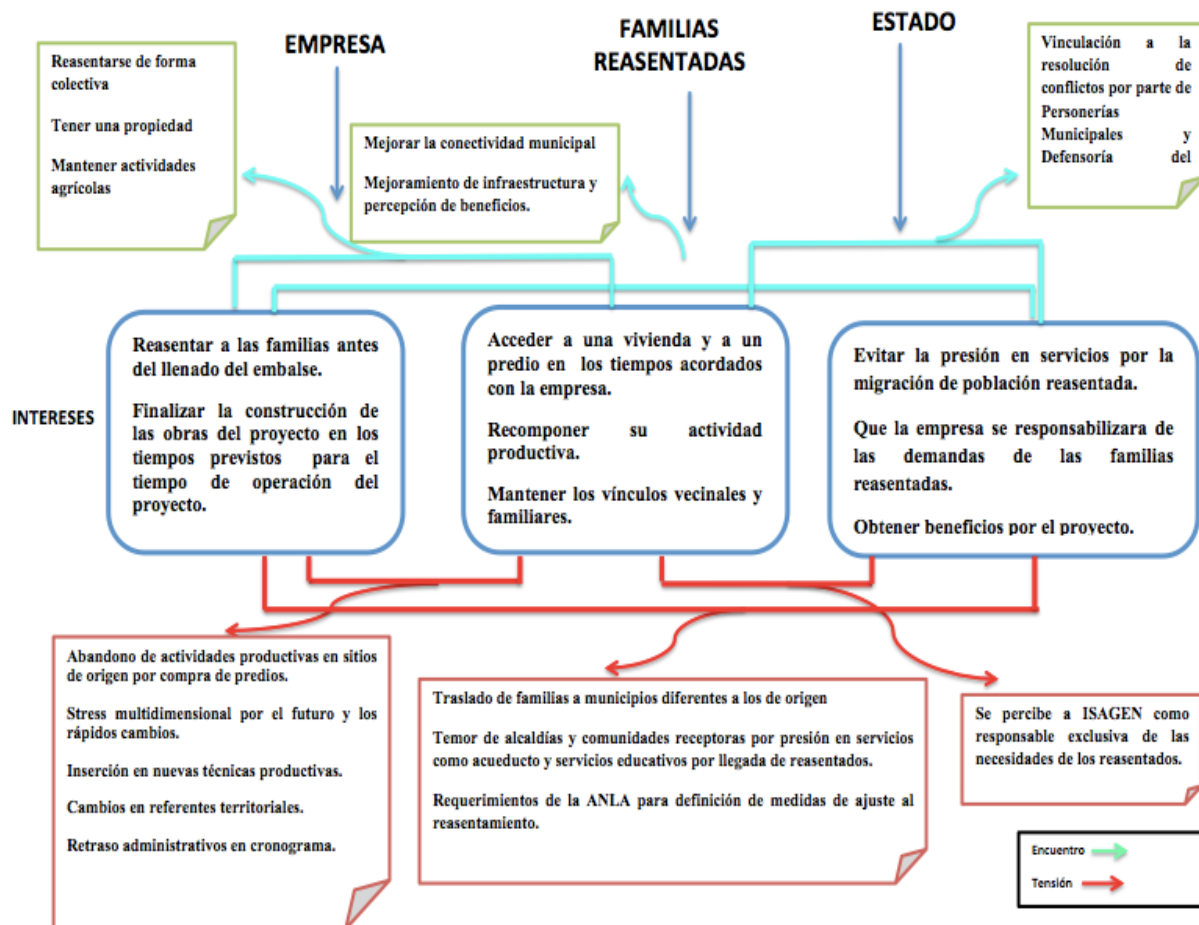 EMPRESA
FAMILIAS
REASENTADAS
ESTADO
Reasentarse de forma
colectiva
Tener una propiedad
Mantener actividades
agrícolas
Mejorar la conectividad municipal
Mejoramiento de infraestructura y
percepción de beneficios.
Vinculación a la
resolución de
conflictos por parte de
Personerías
Municipales y
Defensoría del
INTERESES
Reasentar a las familias antes
del llenado del embalse.
Finalizar la construcción de
las obras del proyecto en los
tiempos previstos para el
tiempo de operación del
proyecto.
Acceder a una vivienda y a un
predio en los tiempos acordados
con la empresa.
Recomponer su actividad
productiva.
Mantener los vínculos vecinales y
familiares.
Evitar la presión en servicios por la
migración de población reasentada.
Que la empresa se responsabilizara de
las demandas de las familias
reasentadas.
Obtener beneficios por el proyecto.
Abandono de actividades productivas en sitios
de origen por compra de predios.
Stress multidimensional por el futuro y los
rápidos cambios.
Inserción en nuevas técnicas productivas.
Cambios en referentes territoriales.
Retraso administrativos en cronograma.
Traslado de familias a municipios diferentes a los de origen
Temor de alcaldías y comunidades receptoras por presión en servicios
como acueducto y servicios educativos por llegada de reasentados.
Requerimientos de la ANLA para definición de medidas de ajuste al
reasentamiento.
Se percibe a ISAGEN como
responsable exclusiva de las
necesidades de los reasentados.
Encuentro
Tensión